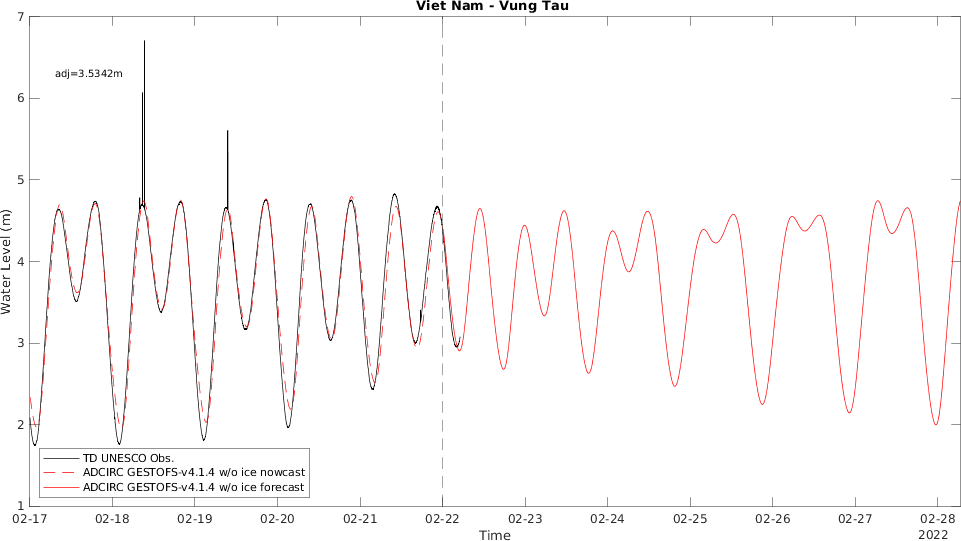 Viet Nam - Vung Tau
7
6
5
4
3
2
1
Water Level (m)
adj=3.5342m
TD UNESCO Obs.
ADCIRC GESTOFS-v4.1.4 w/o ice nowcast
ADCIRC GESTOFS-v4.1.4 w/o ice forecast
02-17 02-18 02-19 02-20 02-21 02-22 02-23 02-24 02-25 02-26 02-27 02-28
2022
Time